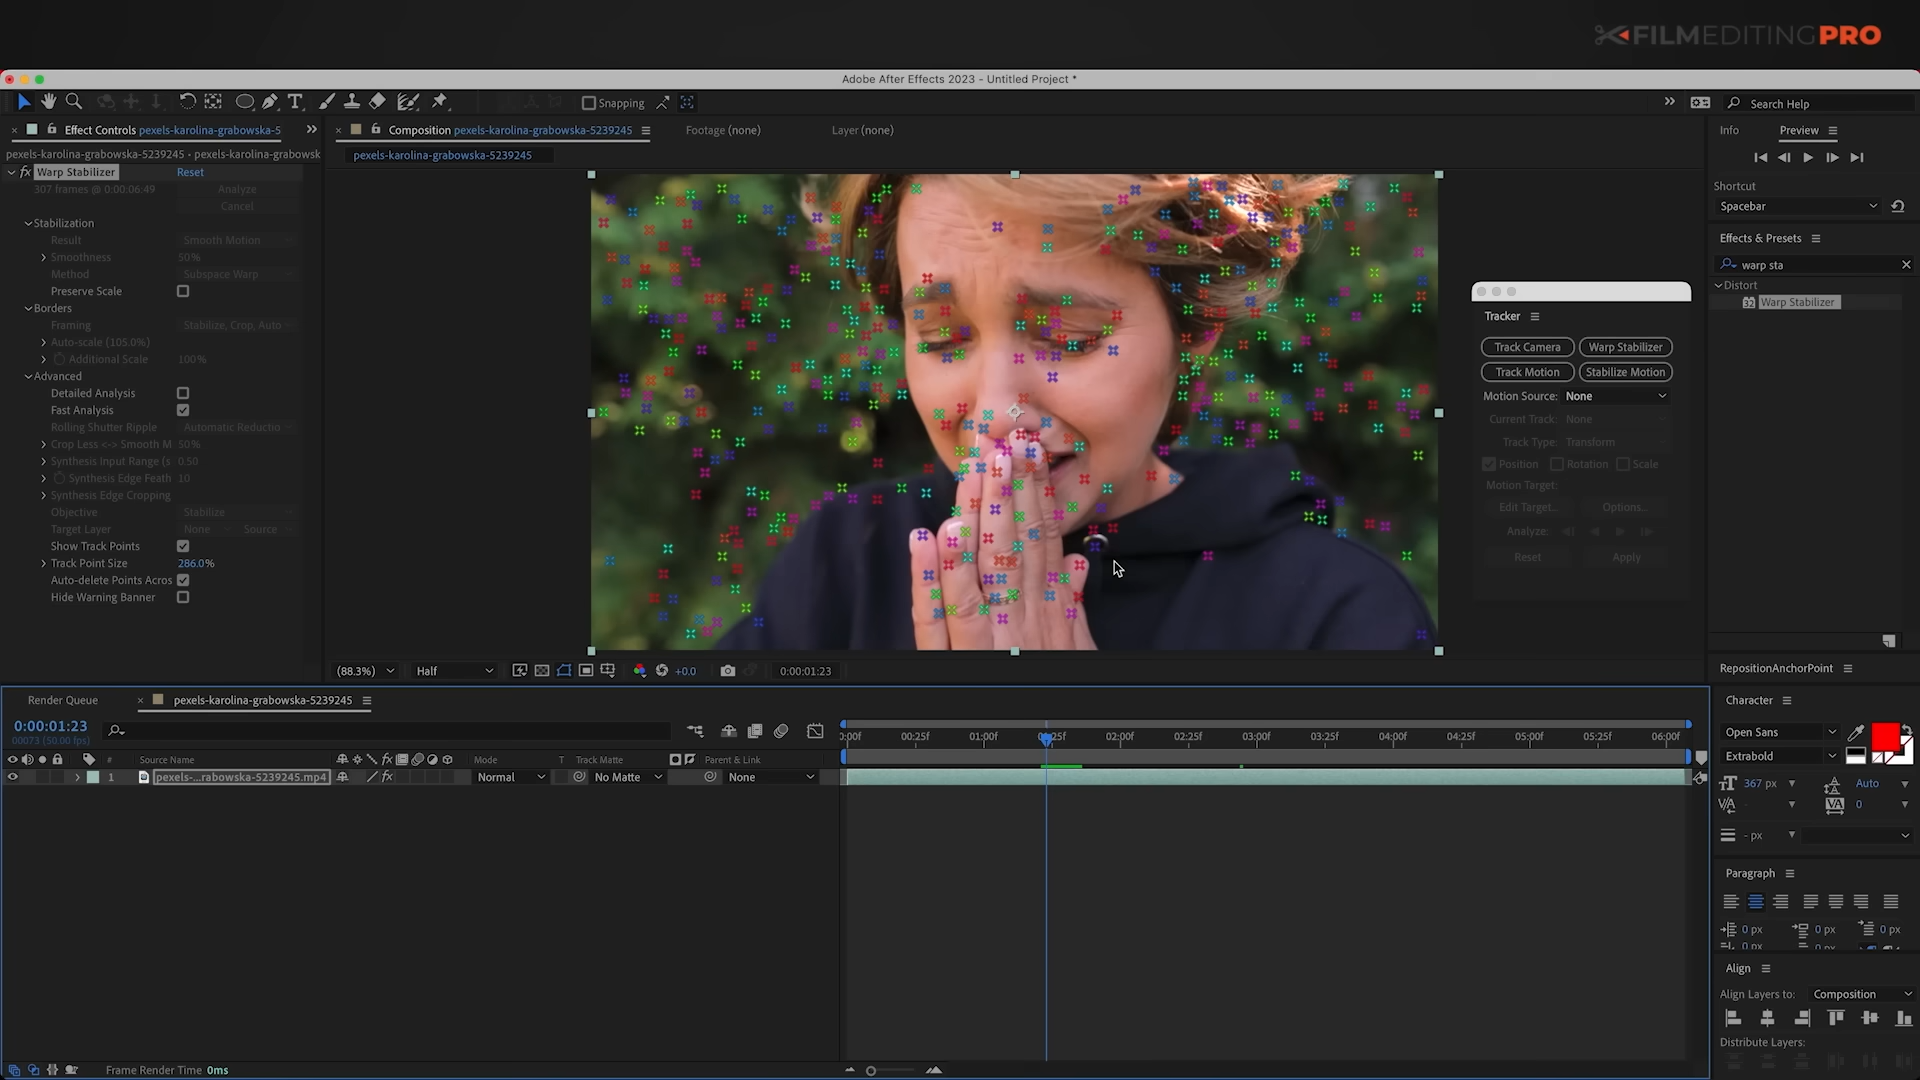 FILMEDITINGPRO
Adobe After Effects 2023 - Untitled Project *
Snapping
Search Help
Effect Controls pexels-karolina-grabowska-5
Composition pexels-karolina-grabowska-5239245
Footage (none)
Layer (none)
Info
Preview
pexels-karolina-grabowska-5239245 • pexels-karolina-grabowsk
pexels-karolina-grabowska-5239245
fx Warp Stabilizer
Reset
307 frames @ 0:00:06:49
Analyze
Cancel
Stabilization
Result
Smooth Motion
Smoothness
50%
Method
Subspace Warp
Preserve Scale
Borders
Framing
Stabilize, Crop, Auto
Auto-scale (105.0%)
Additional Scale
100%
Advanced
Detailed Analysis
Fast Analysis
Rolling Shutter Ripple
Automatic Reductio
Crop Less <-> Smooth M
50%
Synthesis Input Range (s
0.50
Synthesis Edge Feath
10
Synthesis Edge Cropping
Objective
Stabilize
Target Layer
None
Source
Show Track Points
Track Point Size
286.0%
Auto-delete Points Acros
Hide Warning Banner
Shortcut
Spacebar
Effects & Presets
warp sta
Distort
Warp Stabilizer
Tracker
Track Camera
Warp Stabilizer
Track Motion
Stabilize Motion
Motion Source: None
Current Track: None
Track Type: Transform
Position
Rotation
Scale
Motion Target:
Edit Target...
Options...
Analyze:
Reset
Apply
(88.3%)
Half
+0.0
0:00:01:23
RepositionAnchorPoint
Render Queue
pexels-karolina-grabowska-5239245
0:00:01:23
00073 (50.00 fps)
:00f
00:25f
01:00f
01:25f
02:00f
02:25f
03:00f
03:25f
04:00f
04:25f
05:00f
05:25f
06:00f
#
Source Name
fx
Mode
T
Track Matte
Parent & Link
1
pexels-...rabowska-5239245.mp4
fx
Normal
No Matte
None
Character
Open Sans
Extrabold
367 px
Auto
0
- px
Paragraph
0 px
0 px
0 px
0 px
0 px
Align
Align Layers to:
Composition
Distribute Layers:
Frame Render Time 0ms